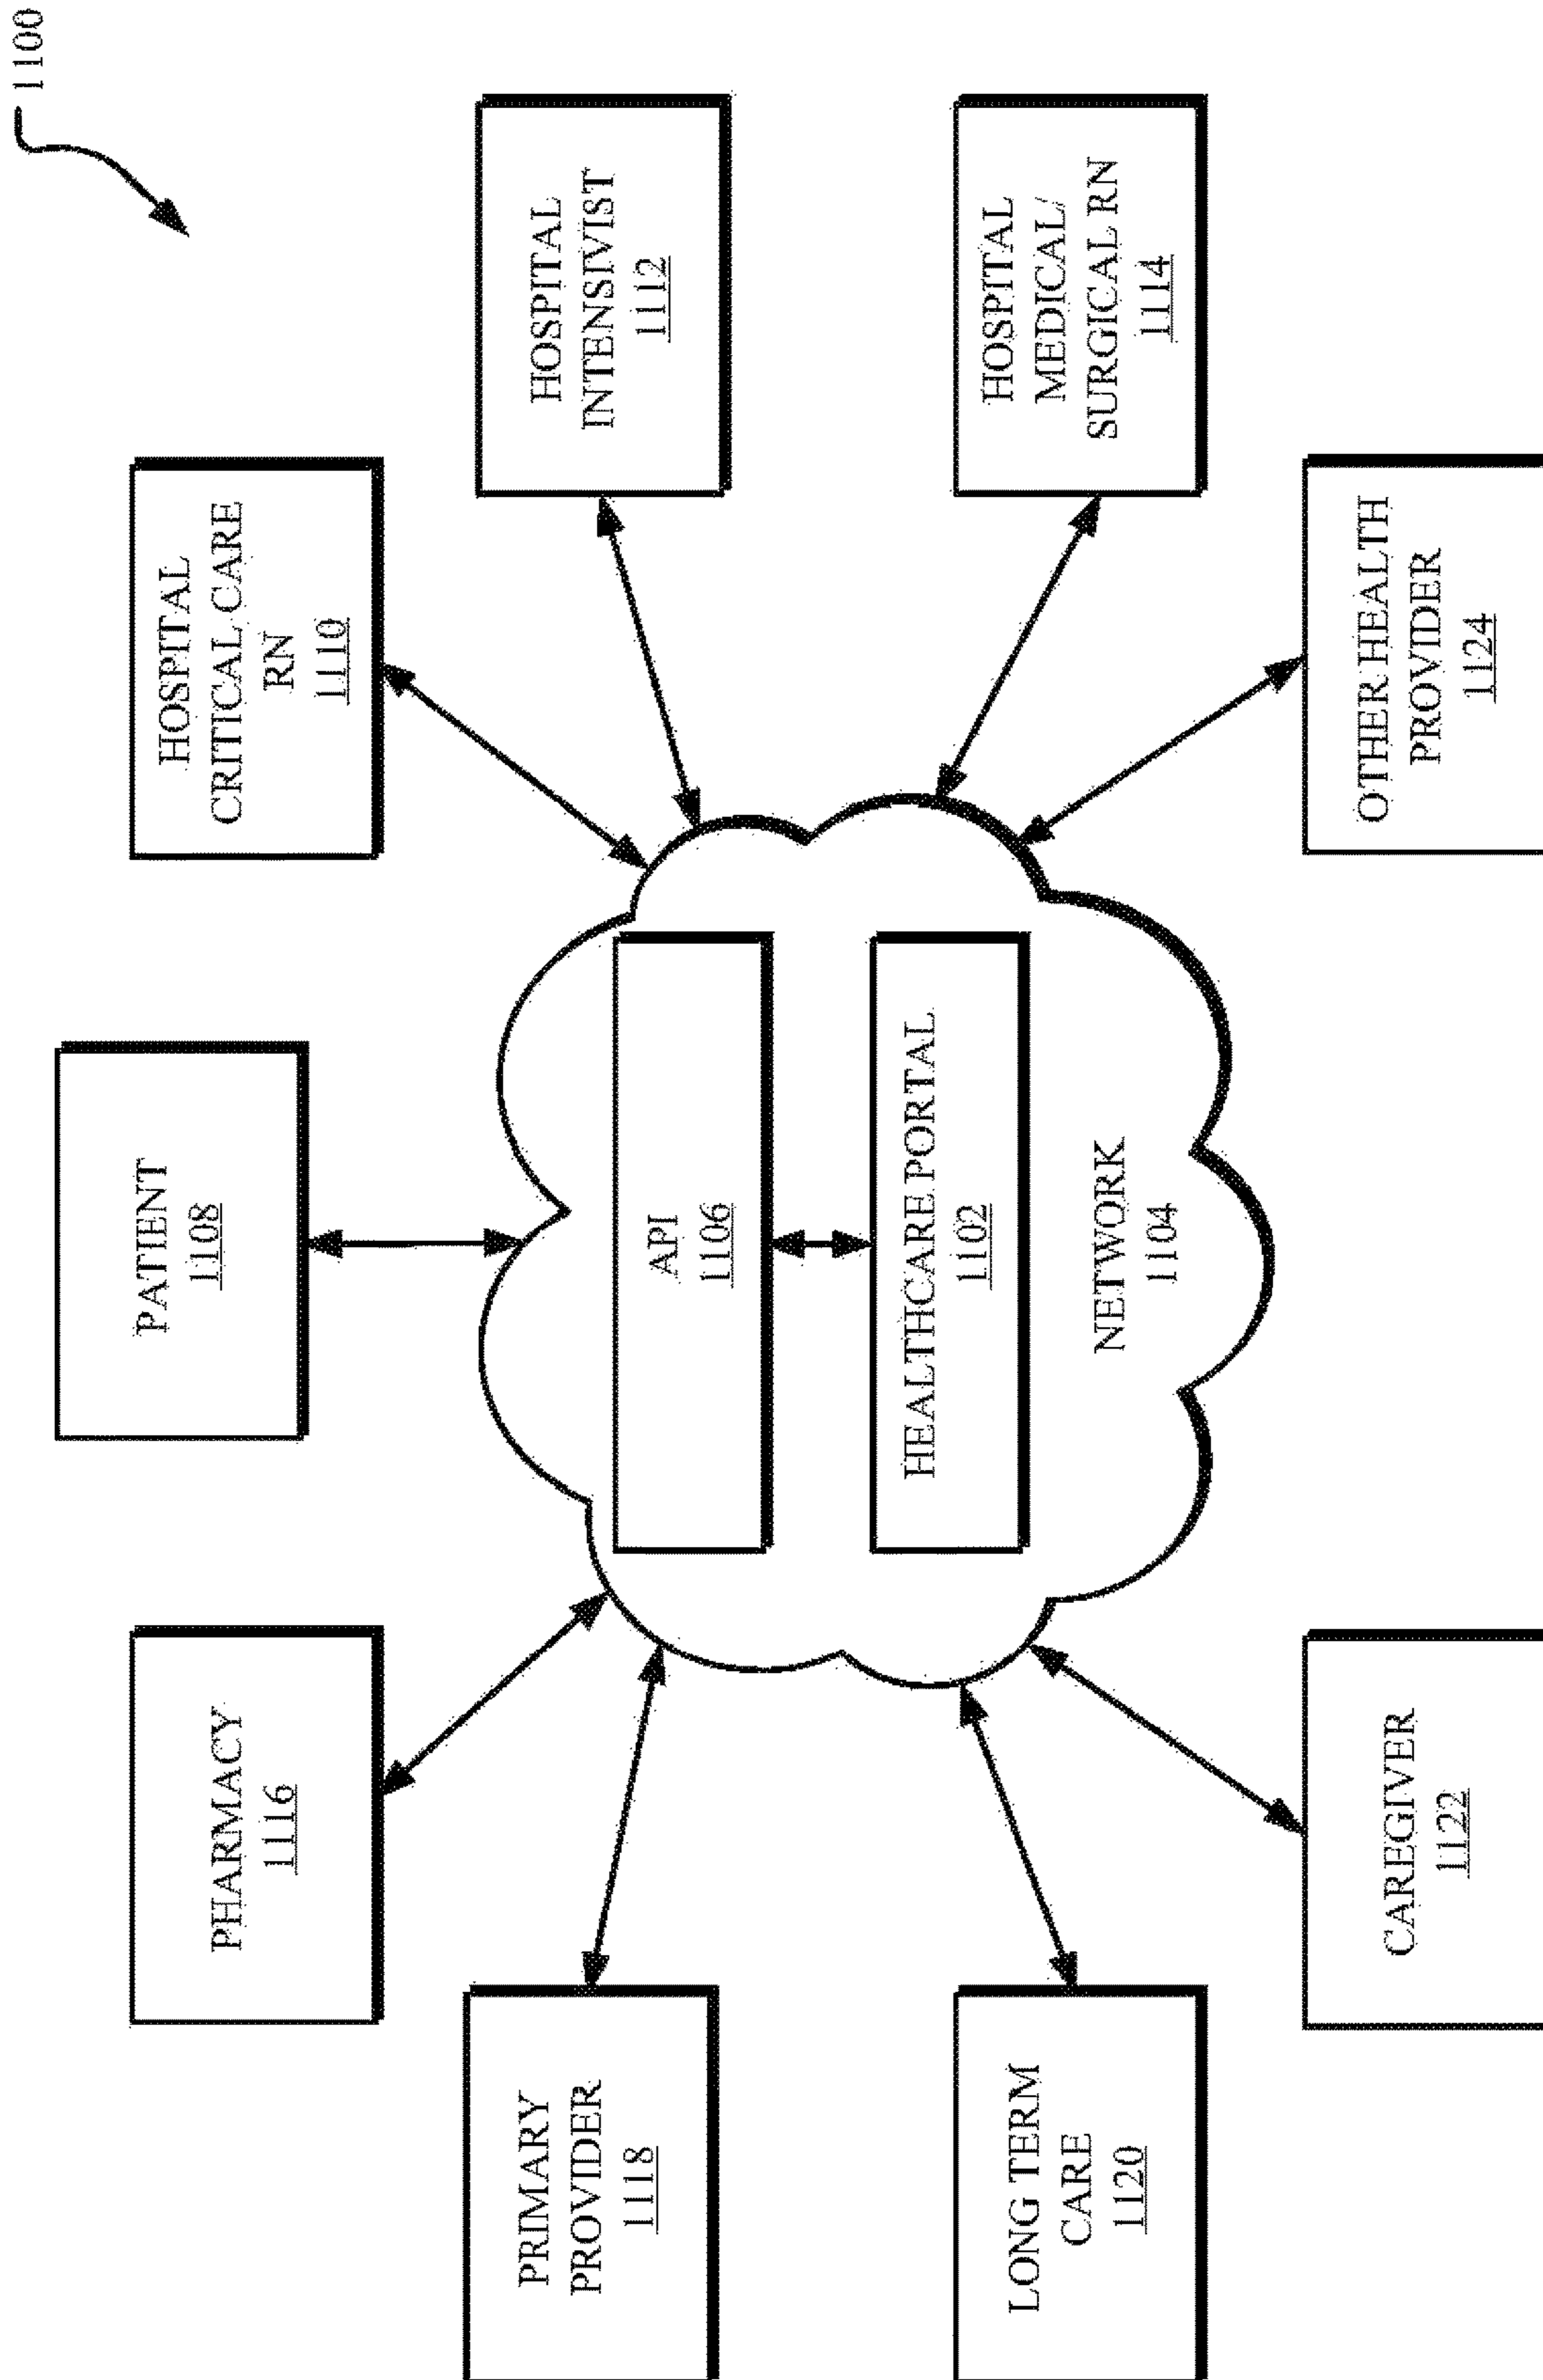 1100
PATIENT
1108
PHARMACY
1116
HOSPITAL
CRITICAL CARE
RN
1110
PRIMARY
PROVIDER
1118
HOSPITAL
INTENSIVIST
1112
API
1106
HEALTHCARE PORTAL
1102
NETWORK
1104
LONG TERM
CARE
1120
HOSPITAL
MEDICAL/
SURGICAL RN
1114
CAREGIVER
1122
OTHER HEALTH
PROVIDER
1124